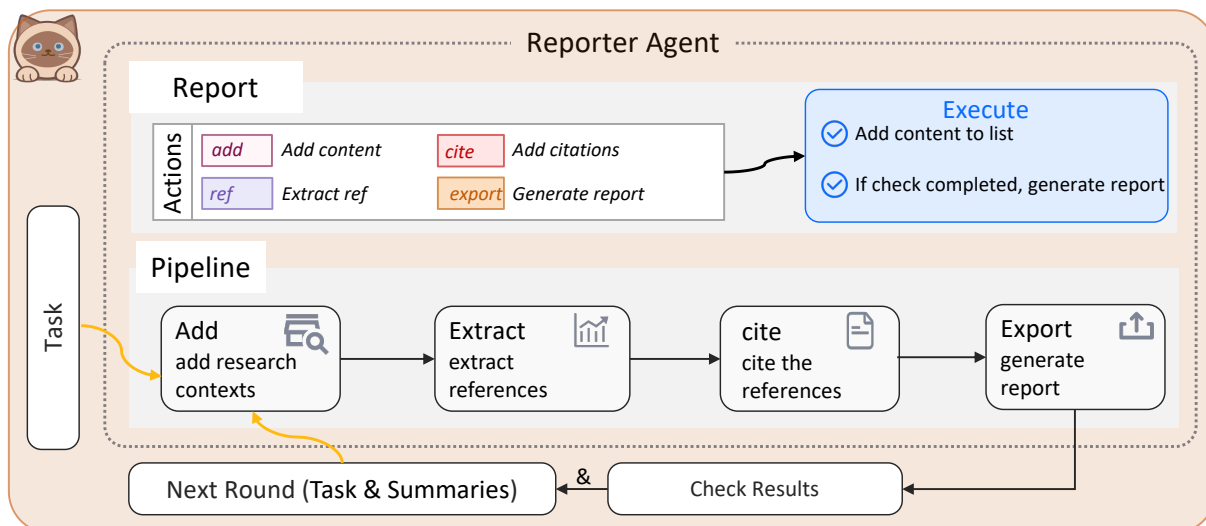 Reporter Agent
Report
Execute
Actions
add Add content cite Add citations
ref Extract ref export Generate report
Add content to list
If check completed, generate report
Pipeline
Task
Add
add research
contexts
Extract
extract
references
cite
cite the
references
Export
generate
report
Next Round (Task & Summaries)
&
Check Results